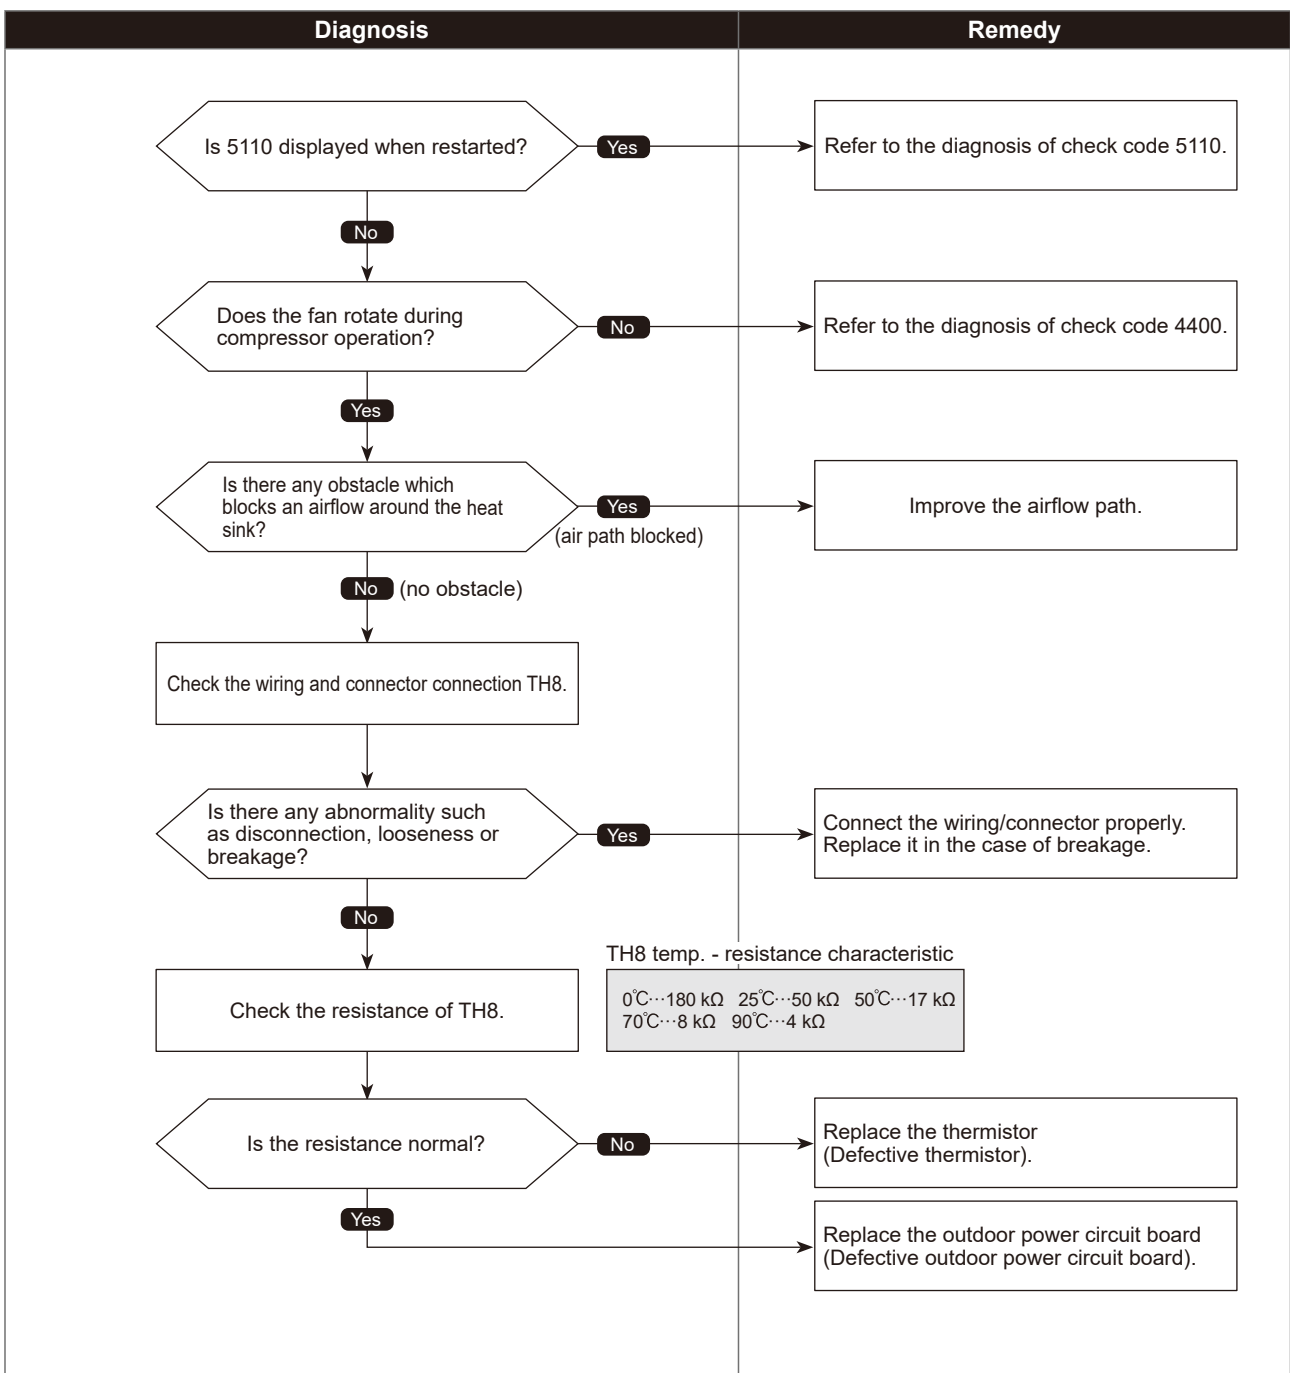 Diagnosis
Remedy
Is 5110 displayed when restarted?
Yes
Refer to the diagnosis of check code 5110.
No
Does the fan rotate during
compressor operation?
No
Refer to the diagnosis of check code 4400.
Yes
Is there any obstacle which
blocks an airflow around the heat
sink?
Yes
(air path blocked)
Improve the airflow path.
No (no obstacle)
Check the wiring and connector connection TH8.
Is there any abnormality such
as disconnection, looseness or
breakage?
Yes
Connect the wiring/connector properly.
Replace it in the case of breakage.
No
TH8 temp. - resistance characteristic
Check the resistance of TH8.
0℃···180 kΩ 25℃···50 kΩ 50℃···17 kΩ
70℃···8 kΩ 90℃···4 kΩ
Is the resistance normal?
No
Replace the thermistor
(Defective thermistor).
Yes
Replace the outdoor power circuit board
(Defective outdoor power circuit board).